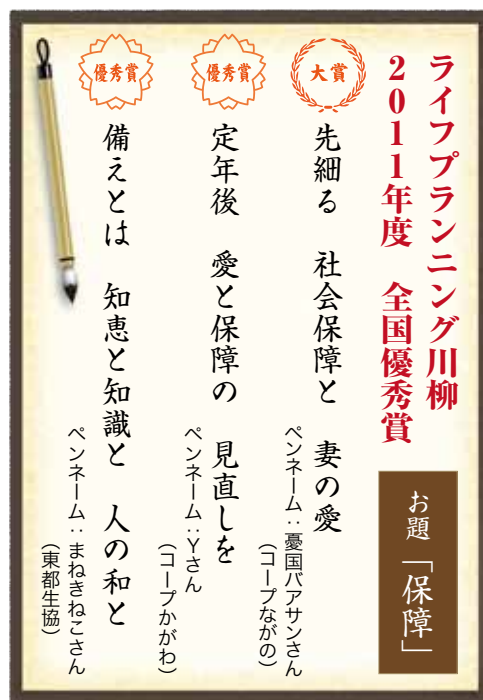 ライフプランニング川柳
2011年度 全国優秀賞
お題「保障」
大賞
先細る 社会保障と 妻の愛
ペンネーム:憂国バアサンさん
(コープながの)
優秀賞
定年後 愛と保障の 見直しを
ペンネーム:Yさん
(コープかがわ)
優秀賞
備えとは 知恵と知識と 人の和と
ペンネーム:まねきねこさん
(東都生協)